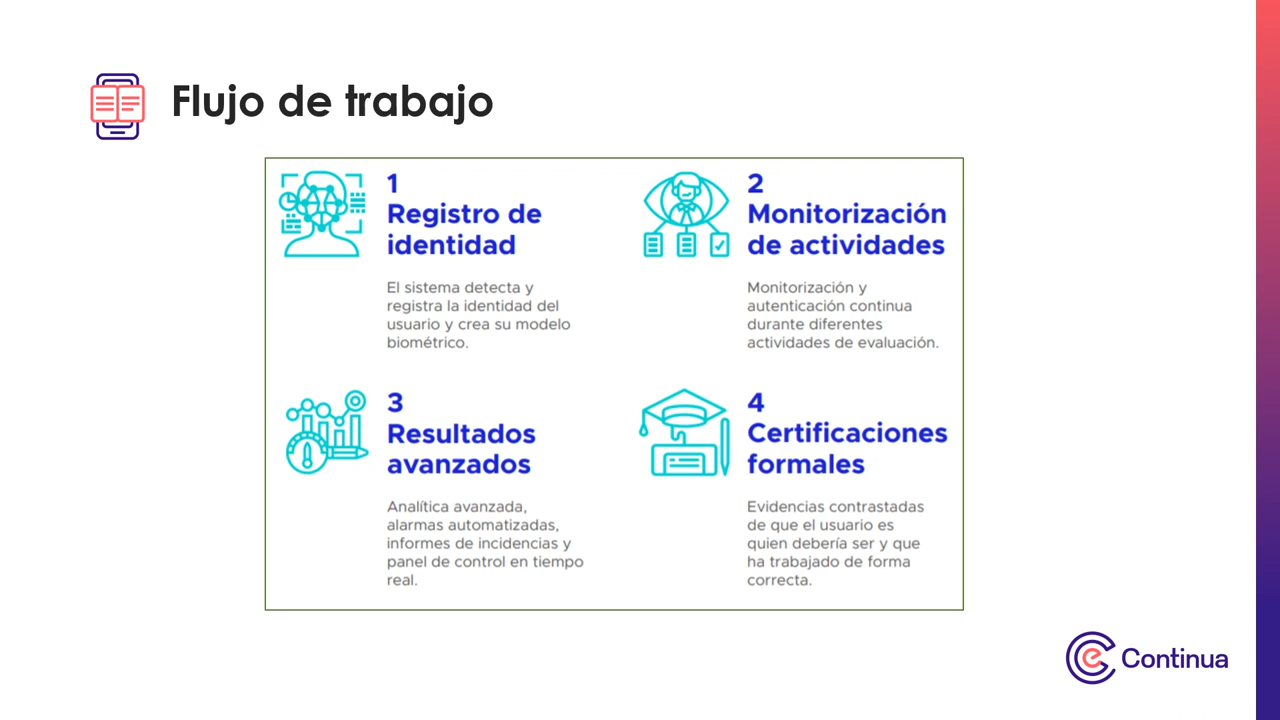 Flujo de trabajo
1
Registro de
identidad
El sistema detecta y
registra la identidad del
usuario y crea su modelo
biométrico.
2
Monitorización
de actividades
Monitorización y
autenticación continua
durante diferentes
actividades de evaluación.
3
Resultados
avanzados
Analítica avanzada,
alarmas automatizadas,
informes de incidencias y
panel de control en tiempo
real.
4
Certificaciones
formales
Evidencias contrastadas
de que el usuario es
quien debería ser y que
ha trabajado de forma
correcta.
e Continua